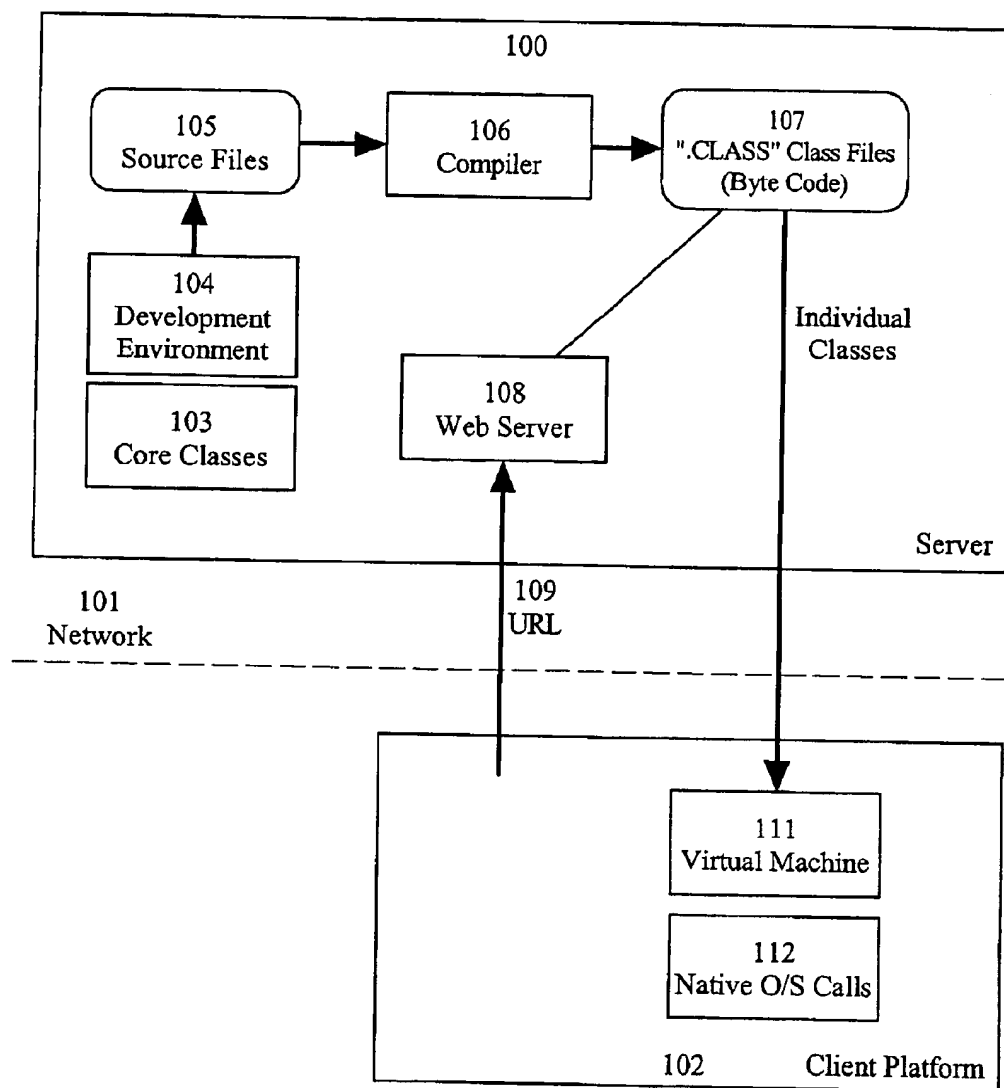 100
105
Source Files
106
Compiler
107
".CLASS" Class Files
(Byte Code)
104
Development
Environment
103
Core Classes
108
Web Server
Individual
Classes
Server
101
Network
109
URL
111
Virtual Machine
112
Native O/S Calls
102
Client Platform